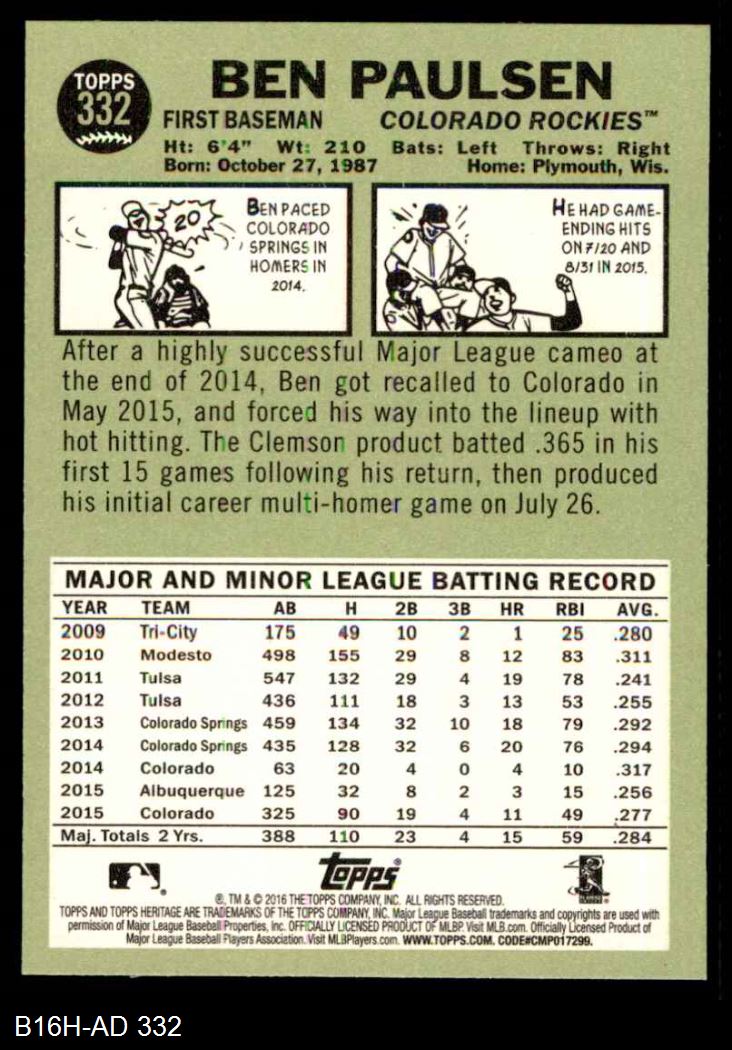 TOPPS
332
BEN PAULSEN
FIRST BASEMAN COLORADO ROCKIES™
Ht: 6'4" Wt: 210 Bats: Left Throws: Right
Born: October 27, 1987 Home: Plymouth, Wis.
20
BEN PACED
COLORADO
SPRINGS IN
HOMERS IN
2014.
HE HAD GAME-
ENDING HITS
ON 7/20 AND
8/31 IN 2015.
After a highly successful Major League cameo at
the end of 2014, Ben got recalled to Colorado in
May 2015, and forced his way into the lineup with
hot hitting. The Clemson product batted .365 in his
first 15 games following his return, then produced
his initial career multi-homer game on July 26.
MAJOR AND MINOR LEAGUE BATTING RECORD
YEAR TEAM AB H 2B 3B HR RBI AVG.
2009 Tri-City 175 49 10 2 1 25 .280
2010 Modesto 498 155 29 8 12 83 .311
2011 Tulsa 547 132 29 4 19 78 .241
2012 Tulsa 436 111 18 3 13 53 .255
2013 Colorado Springs 459 134 32 10 18 79 .292
2014 Colorado Springs 435 128 32 6 20 76 .294
2014 Colorado 63 20 4 0 4 10 .317
2015 Albuquerque 125 32 8 2 3 15 .256
2015 Colorado 325 90 19 4 11 49 .277
Maj. Totals 2 Yrs. 388 110 23 4 15 59 .284
Topps®
®, TM & © 2016 THE TOPPS COMPANY, INC. ALL RIGHTS RESERVED.
TOPPS AND TOPPS HERITAGE ARE TRADEMARKS OF THE TOPPS COMPANY, INC. Major League Baseball trademarks and copyrights are used with
permission of Major League Baseball Properties, Inc. OFFICIALLY LICENSED PRODUCT OF MLBP. Visit MLB.com. Officially Licensed Product of
Major League Baseball Players Association. Visit MLBPlayers.com. WWW.TOPPS.COM. CODE#CMP017299.
B16H-AD 332